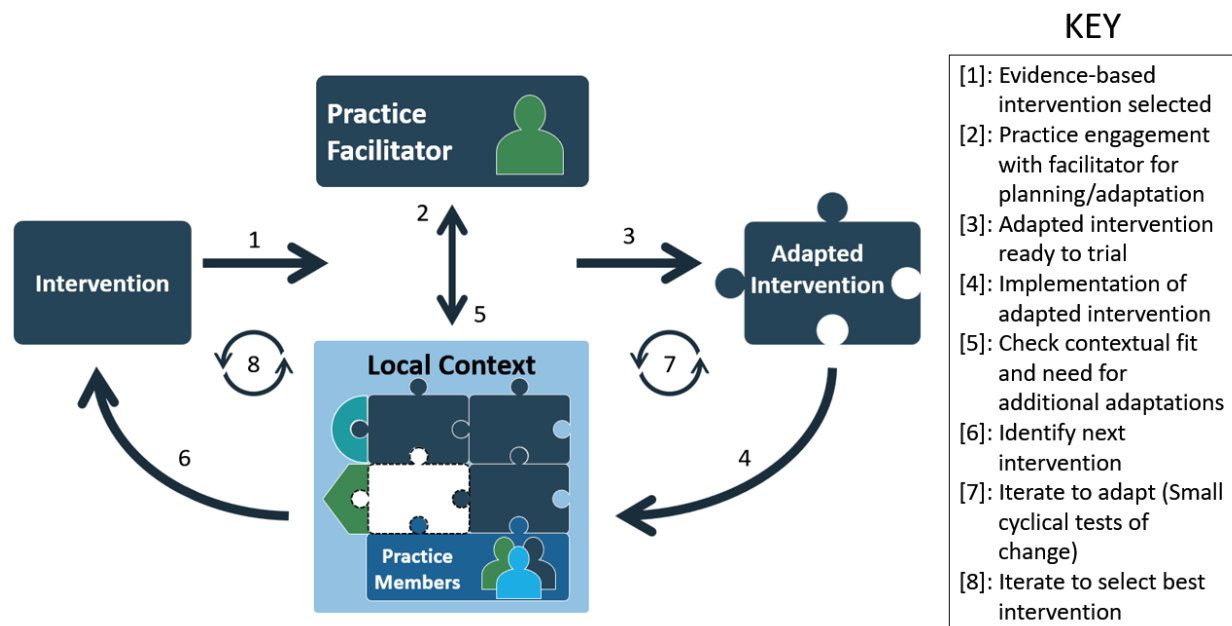 Practice
Facilitator
2
1
3
Intervention
Adapted
Intervention
5
8
7
Local Context
6
4
Practice
Members
KEY
[1]: Evidence-based
intervention selected
[2]: Practice engagement
with facilitator for
planning/adaptation
[3]: Adapted intervention
ready to trial
[4]: Implementation of
adapted intervention
[5]: Check contextual fit
and need for
additional adaptations
[6]: Identify next
intervention
[7]: Iterate to adapt (Small
cyclical tests of
change)
[8]: Iterate to select best
intervention